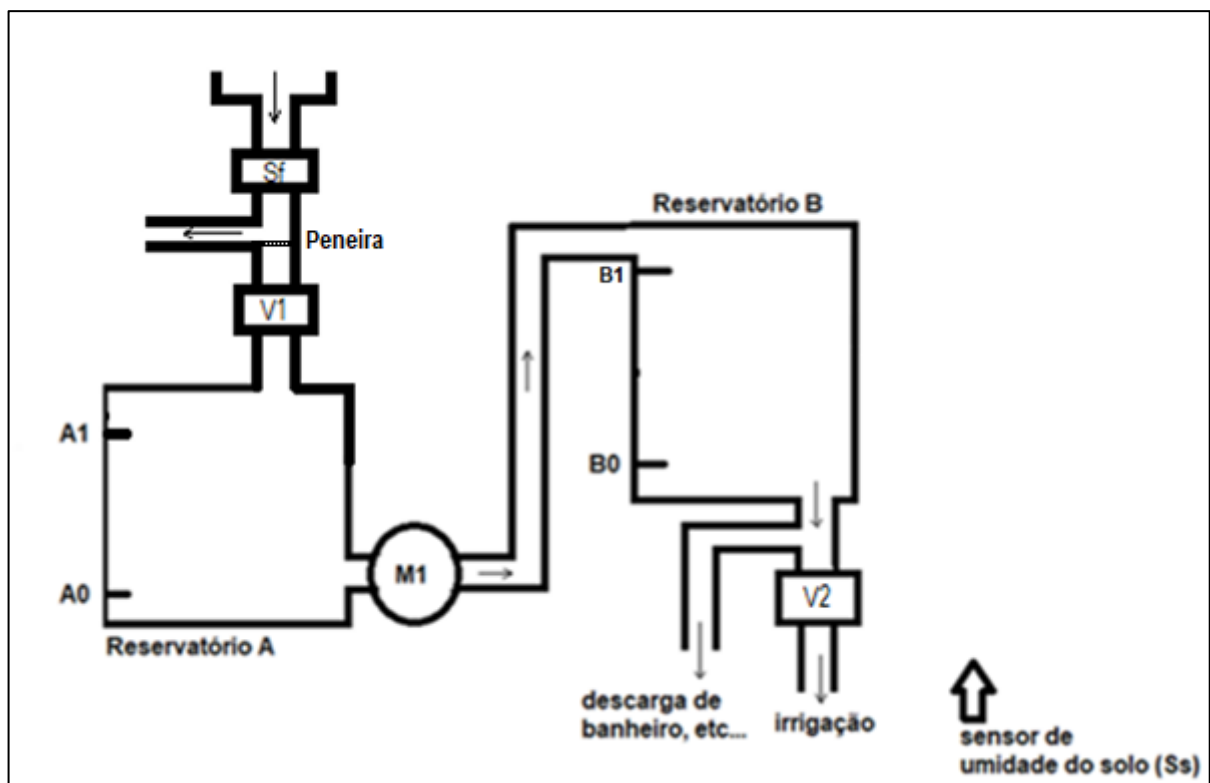 Sf
Peneira
V1
Reservatório B
B1
A1
B0
M1
A0
V2
Reservatório A
descarga de
banheiro, etc...
irrigação
sensor de
umidade do solo (Ss)